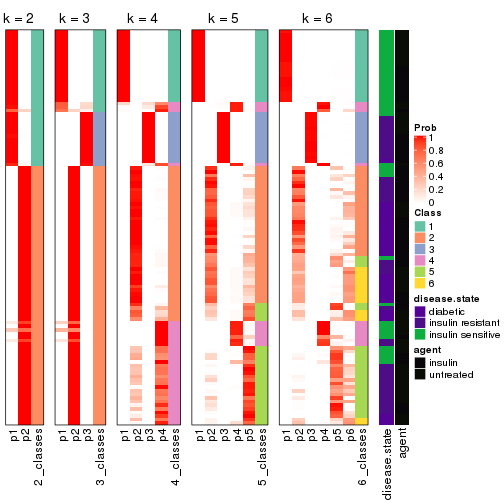 k = 2
k = 3
k = 4
k = 5
k = 6
Prob
1
0.8
0.6
0.4
0.2
0
Class
1
2
3
4
5
6
disease.state
diabetic
insulin resistant
insulin sensitive
agent
insulin
untreated
p1
p2
2_classes
p1
p2
p3
3_classes
p1
p2
p3
p4
4_classes
p1
p2
p3
p4
p5
5_classes
p1
p2
p3
p4
p5
p6
6_classes
disease.state
agent